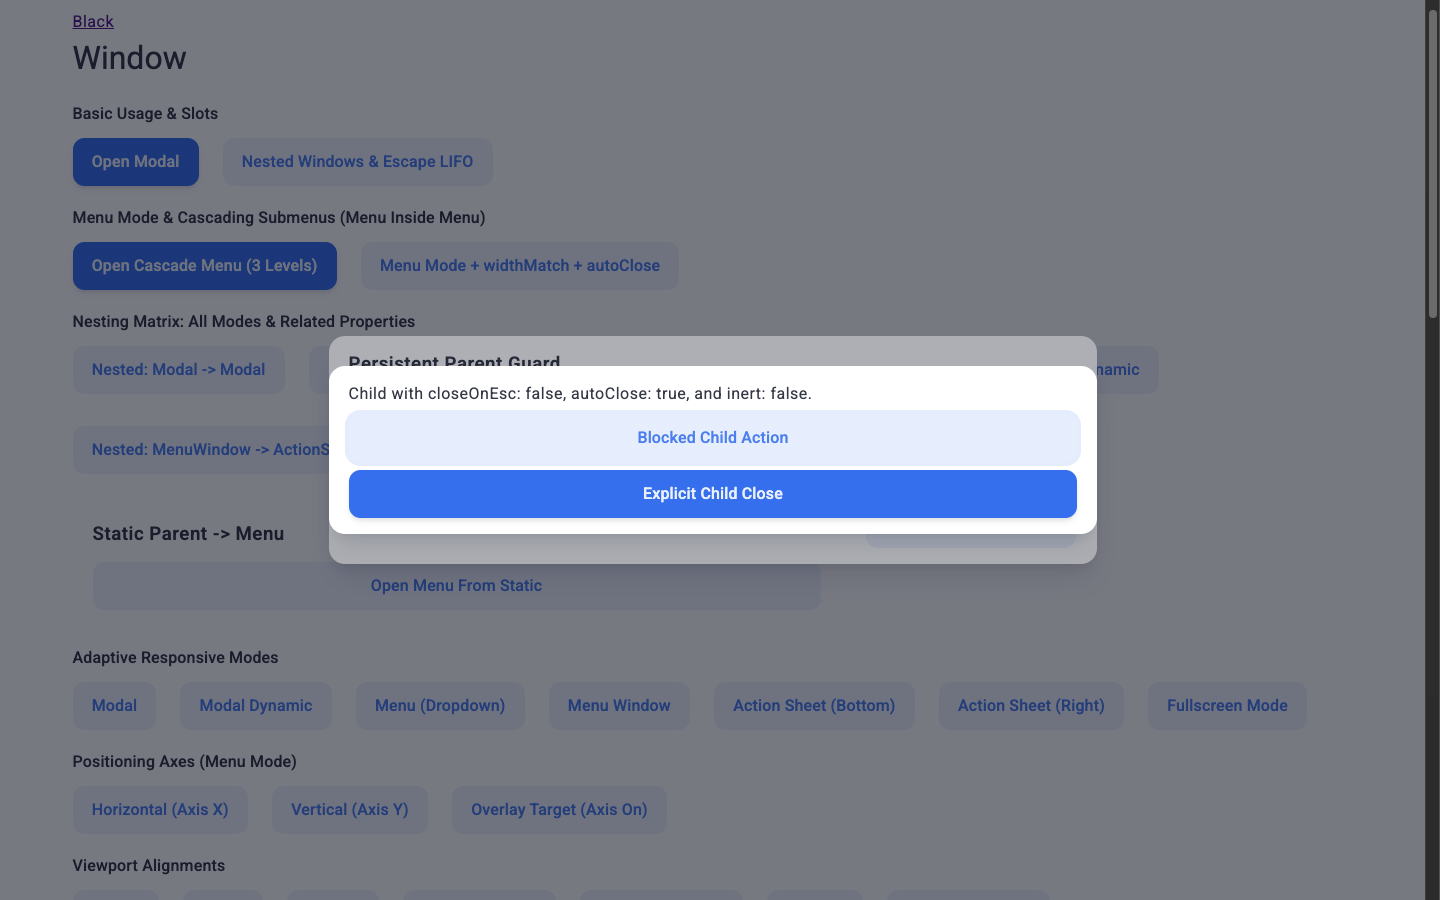 Black
Window
Basic Usage & Slots
Open Modal
Nested Windows & Escape LIFO
Menu Mode & Cascading Submenus (Menu Inside Menu)
Open Cascade Menu (3 Levels)
Menu Mode + widthMatch + autoClose
Nesting Matrix: All Modes & Related Properties
Nested: Modal -> Modal
namic
Persistent Parent Guard
Child with closeOnEsc: false, autoClose: true, and inert: false.
Blocked Child Action
Explicit Child Close
Nested: MenuWindow -> ActionS
Static Parent -> Menu
Open Menu From Static
Adaptive Responsive Modes
Modal
Modal Dynamic
Menu (Dropdown)
Menu Window
Action Sheet (Bottom)
Action Sheet (Right)
Fullscreen Mode
Positioning Axes (Menu Mode)
Horizontal (Axis X)
Vertical (Axis Y)
Overlay Target (Axis On)
Viewport Alignments